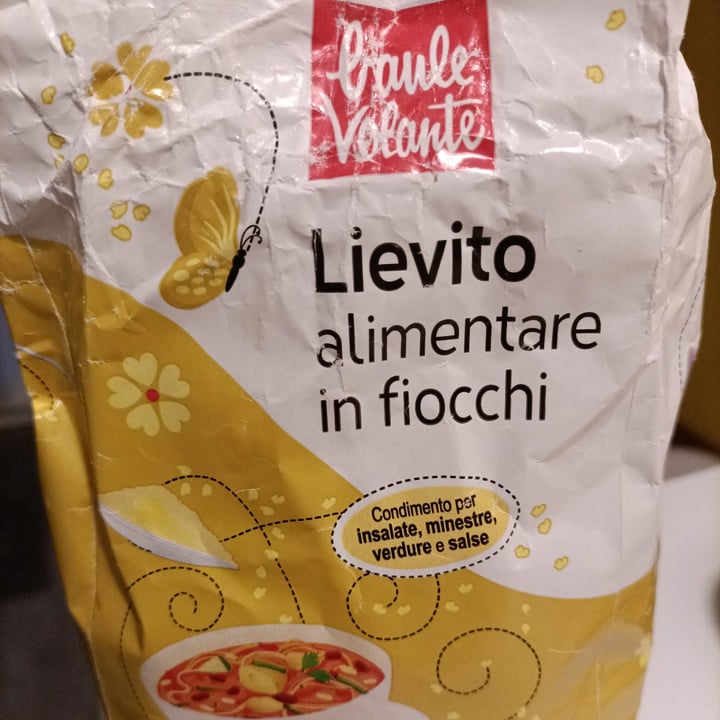 baule
Volante
Lievito
alimentare
in fiocchi
Condimento per
insalate, minestre,
verdure e salse